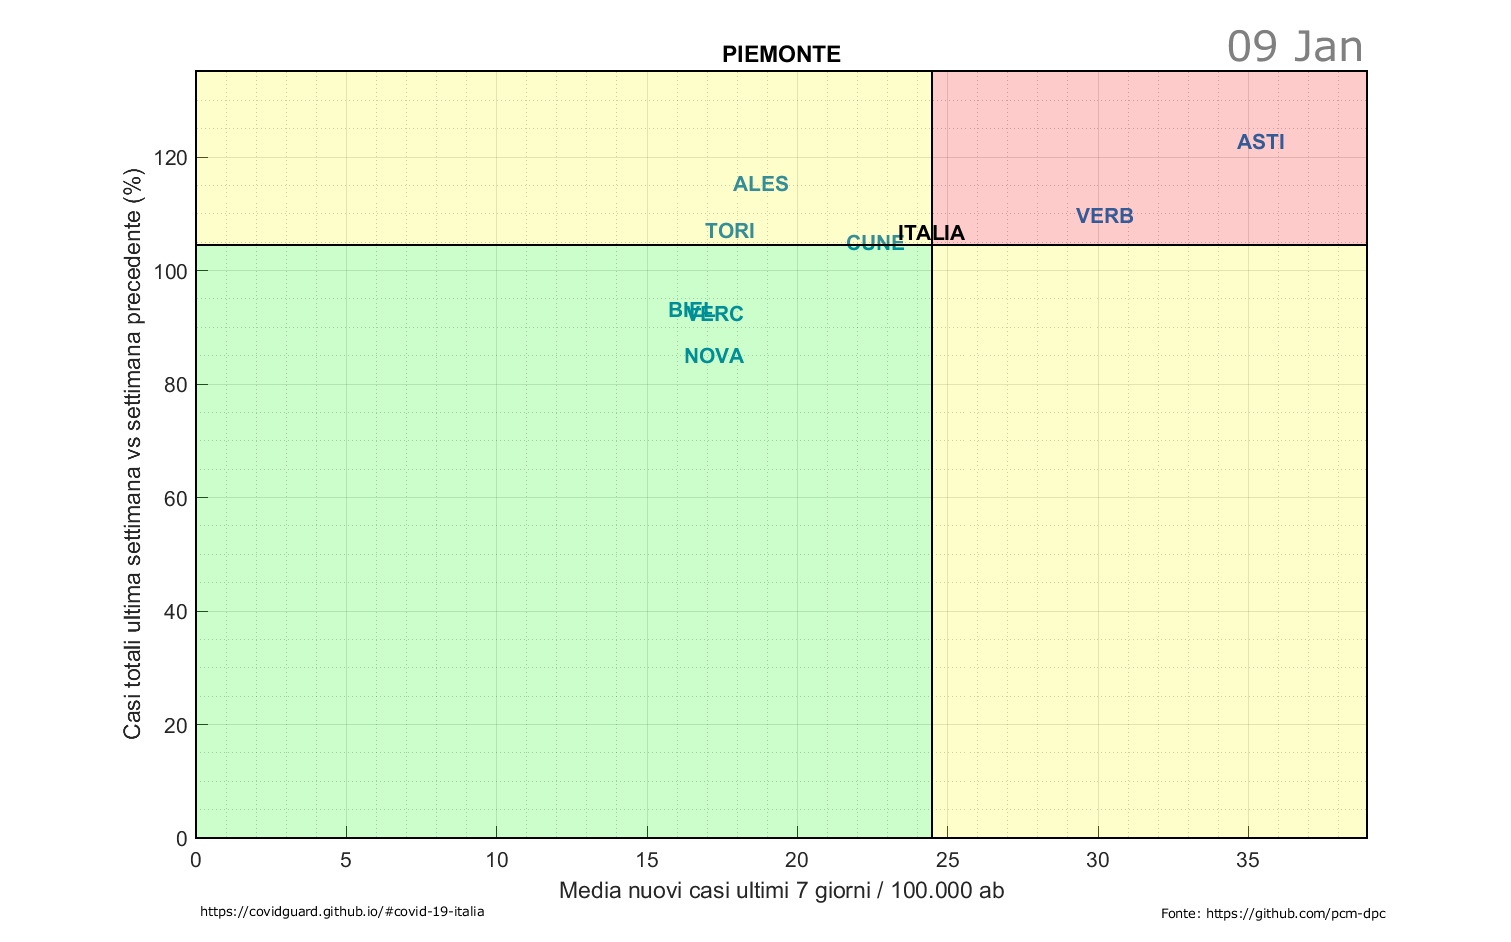 09 Jan
PIEMONTE
ASTI
ALES
VERB
TORI
ITALIA
CUNE
BIEL
VERC
NOVA
120
100
80
60
40
20
0
Casi totali ultima settimana vs settimana precedente (%)
0 5 10 15 20 25 30 35
Media nuovi casi ultimi 7 giorni / 100.000 ab
https://covidguard.github.io/#covid-19-italia
Fonte: https://github.com/pcm-dpc